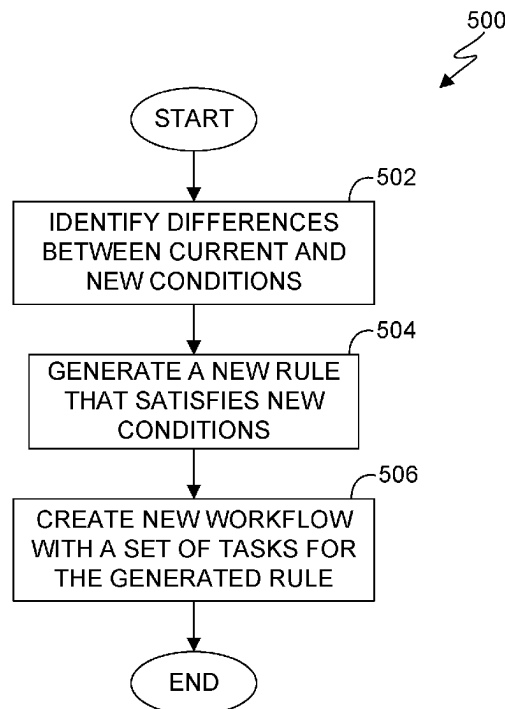 500
START
502
IDENTIFY DIFFERENCES
BETWEEN CURRENT AND
NEW CONDITIONS
504
GENERATE A NEW RULE
THAT SATISFIES NEW
CONDITIONS
506
CREATE NEW WORKFLOW
WITH A SET OF TASKS FOR
THE GENERATED RULE
END